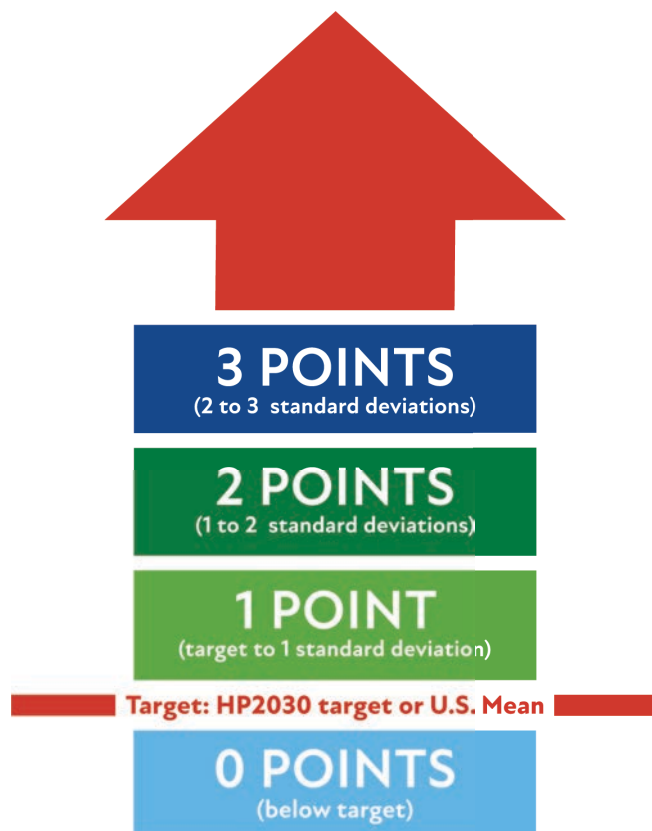 3 POINTS
(2 to 3 standard deviations)
2 POINTS
(1 to 2 standard deviations)
1 POINT
(target to 1 standard deviation)
Target: HP2030 target or U.S. Mean
0 POINTS
(below target)